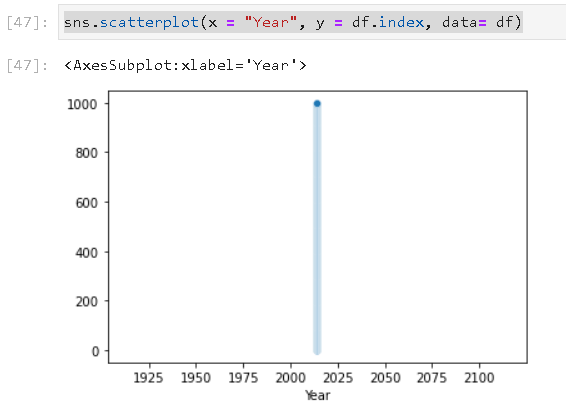 [47]: sns.scatterplot(x = "Year", y = df.index, data= df)
[47]: <AxesSubplot:xlabel='Year'>
1000
800
600
400
200
0
1925 1950 1975 2000 2025 2050 2075 2100
Year